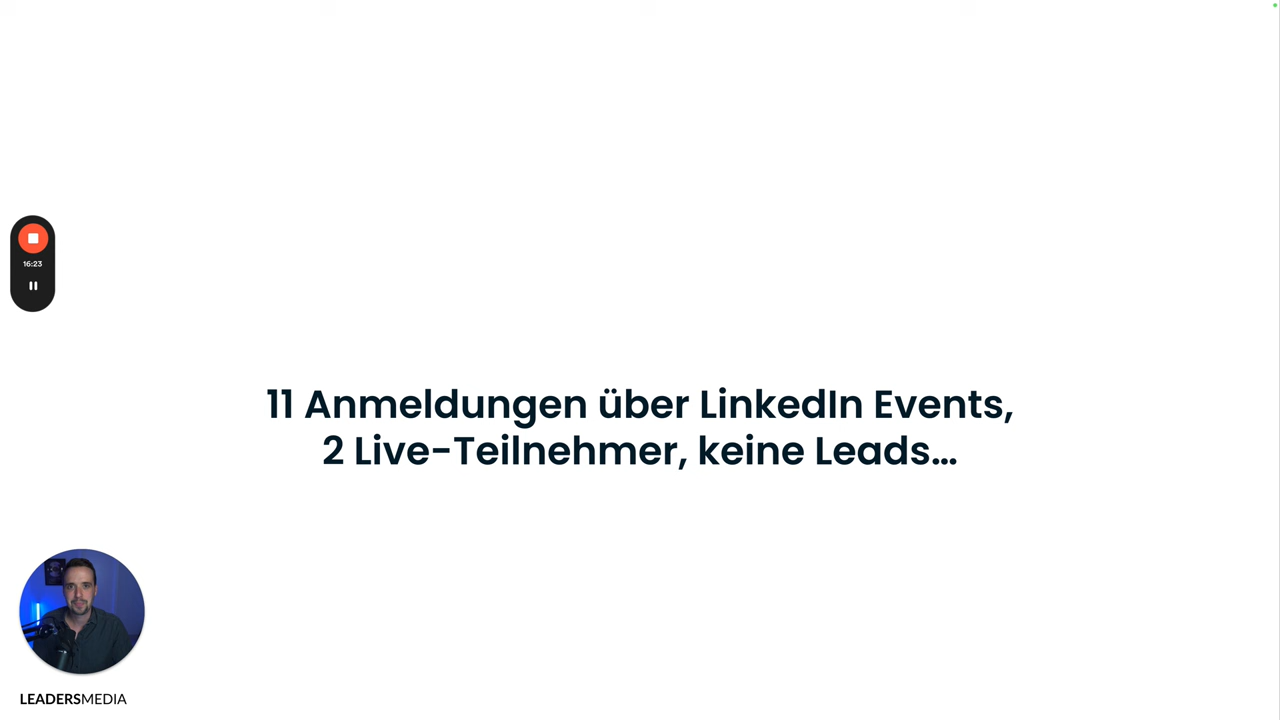 16:23
11 Anmeldungen über LinkedIn Events,
2 Live-Teilnehmer, keine Leads...
LEADERSMEDIA